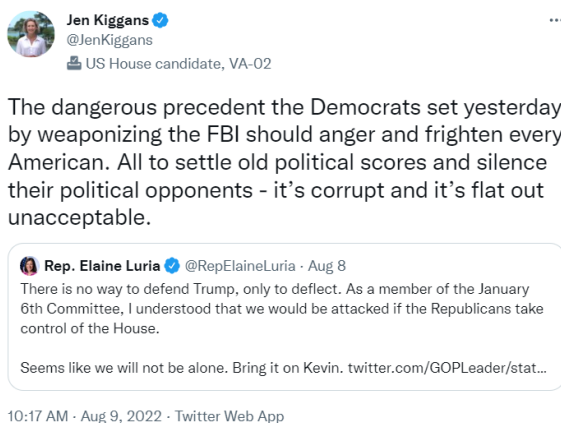 Jen Kiggans
@JenKiggans
US House candidate, VA-02
The dangerous precedent the Democrats set yesterday
by weaponizing the FBI should anger and frighten every
American. All to settle old political scores and silence
their political opponents - it’s corrupt and it’s flat out
unacceptable.
Rep. Elaine Luria @RepElaineLuria · Aug 8
There is no way to defend Trump, only to deflect. As a member of the January
6th Committee, I understood that we would be attacked if the Republicans take
control of the House.
Seems like we will not be alone. Bring it on Kevin. twitter.com/GOPLeader/stat...
10:17 AM · Aug 9, 2022 · Twitter Web App